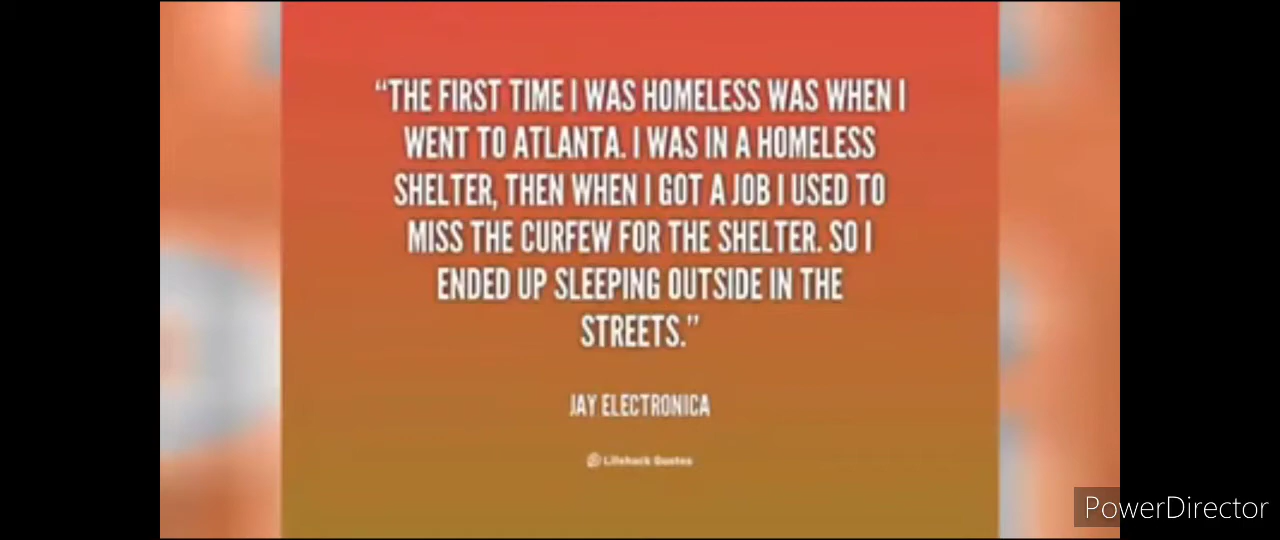 “THE FIRST TIME I WAS HOMELESS WAS WHEN I
WENT TO ATLANTA. I WAS IN A HOMELESS
SHELTER, THEN WHEN I GOT A JOB I USED TO
MISS THE CURFEW FOR THE SHELTER. SO I
ENDED UP SLEEPING OUTSIDE IN THE
STREETS.”
JAY ELECTRONICA
Lifehack Quotes
PowerDirector